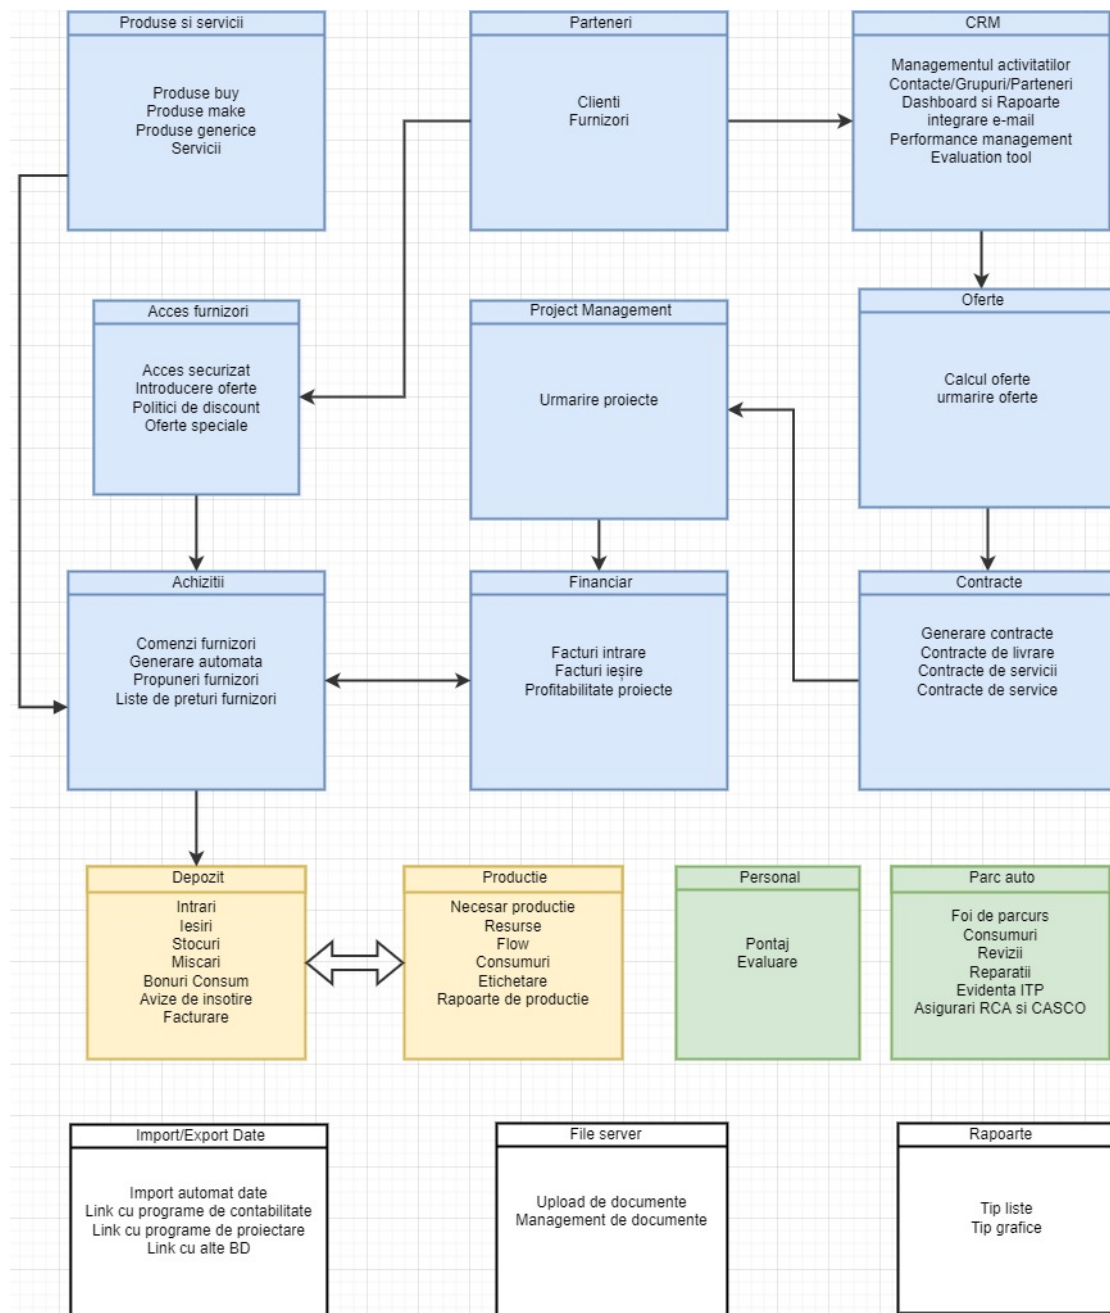 Produse si servicii
Produse buy
Produse make
Produse generice
Servicii
Parteneri
Clienti
Furnizori
CRM
Managementul activitatilor
Contacte/Grupuri/Parteneri
Dashboard si Rapoarte
integrare e-mail
Performance management
Evaluation tool
Acces furnizori
Acces securizat
Introducere oferte
Politici de discount
Oferte speciale
Project Management
Urmarire proiecte
Oferte
Calcul oferte
urmarire oferte
Achizitii
Comenzi furnizori
Generare automata
Propuneri furnizori
Liste de preturi furnizori
Financiar
Facturi intrare
Facturi ieșire
Profitabilitate proiecte
Contracte
Generare contracte
Contracte de livrare
Contracte de servicii
Contracte de service
Depozit
Intrari
Iesiri
Stocuri
Miscari
Bonuri Consum
Avize de insotire
Facturare
Productie
Necesar productie
Resurse
Flow
Consumuri
Etichetare
Rapoarte de productie
Personal
Pontaj
Evaluare
Parc auto
Foi de parcurs
Consumuri
Revizii
Reparatii
Evidenta ITP
Asigurari RCA si CASCO
Import/Export Date
Import automat date
Link cu programe de contabilitate
Link cu programe de proiectare
Link cu alte BD
File server
Upload de documente
Management de documente
Rapoarte
Tip liste
Tip grafice